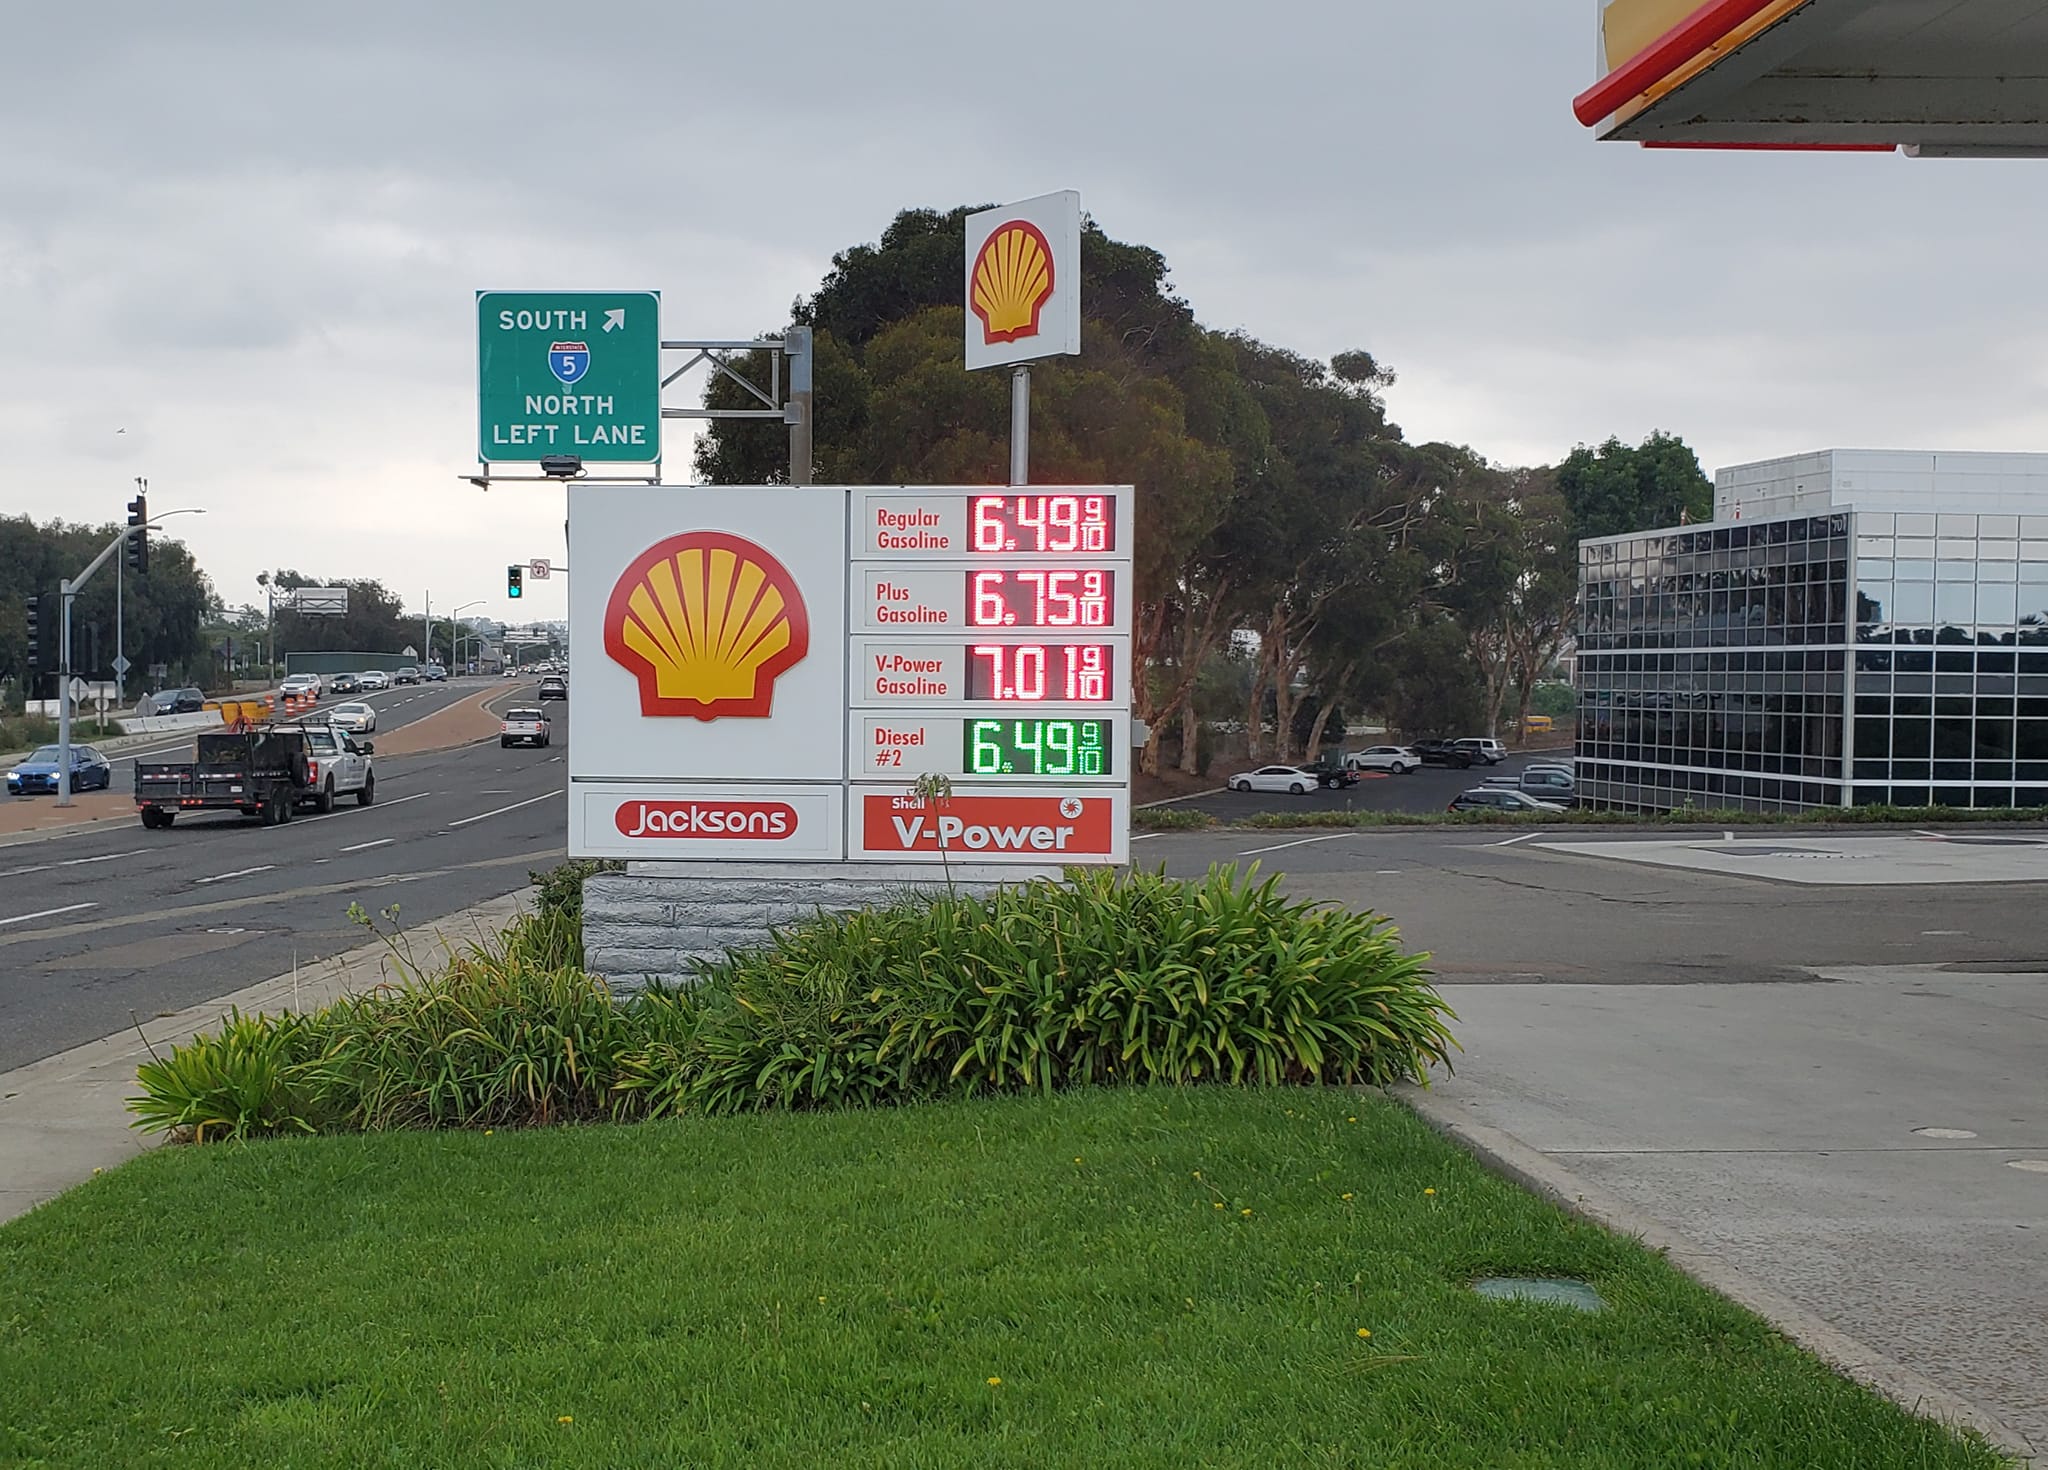 SOUTH
INTERSTATE
5
NORTH
LEFT LANE
Regular
Gasoline
6.49 9/10
Plus
Gasoline
6.75 9/10
V-Power
Gasoline
7.01 9/10
Diesel
#2
6.49 9/10
Jacksons
Shell
V-Power